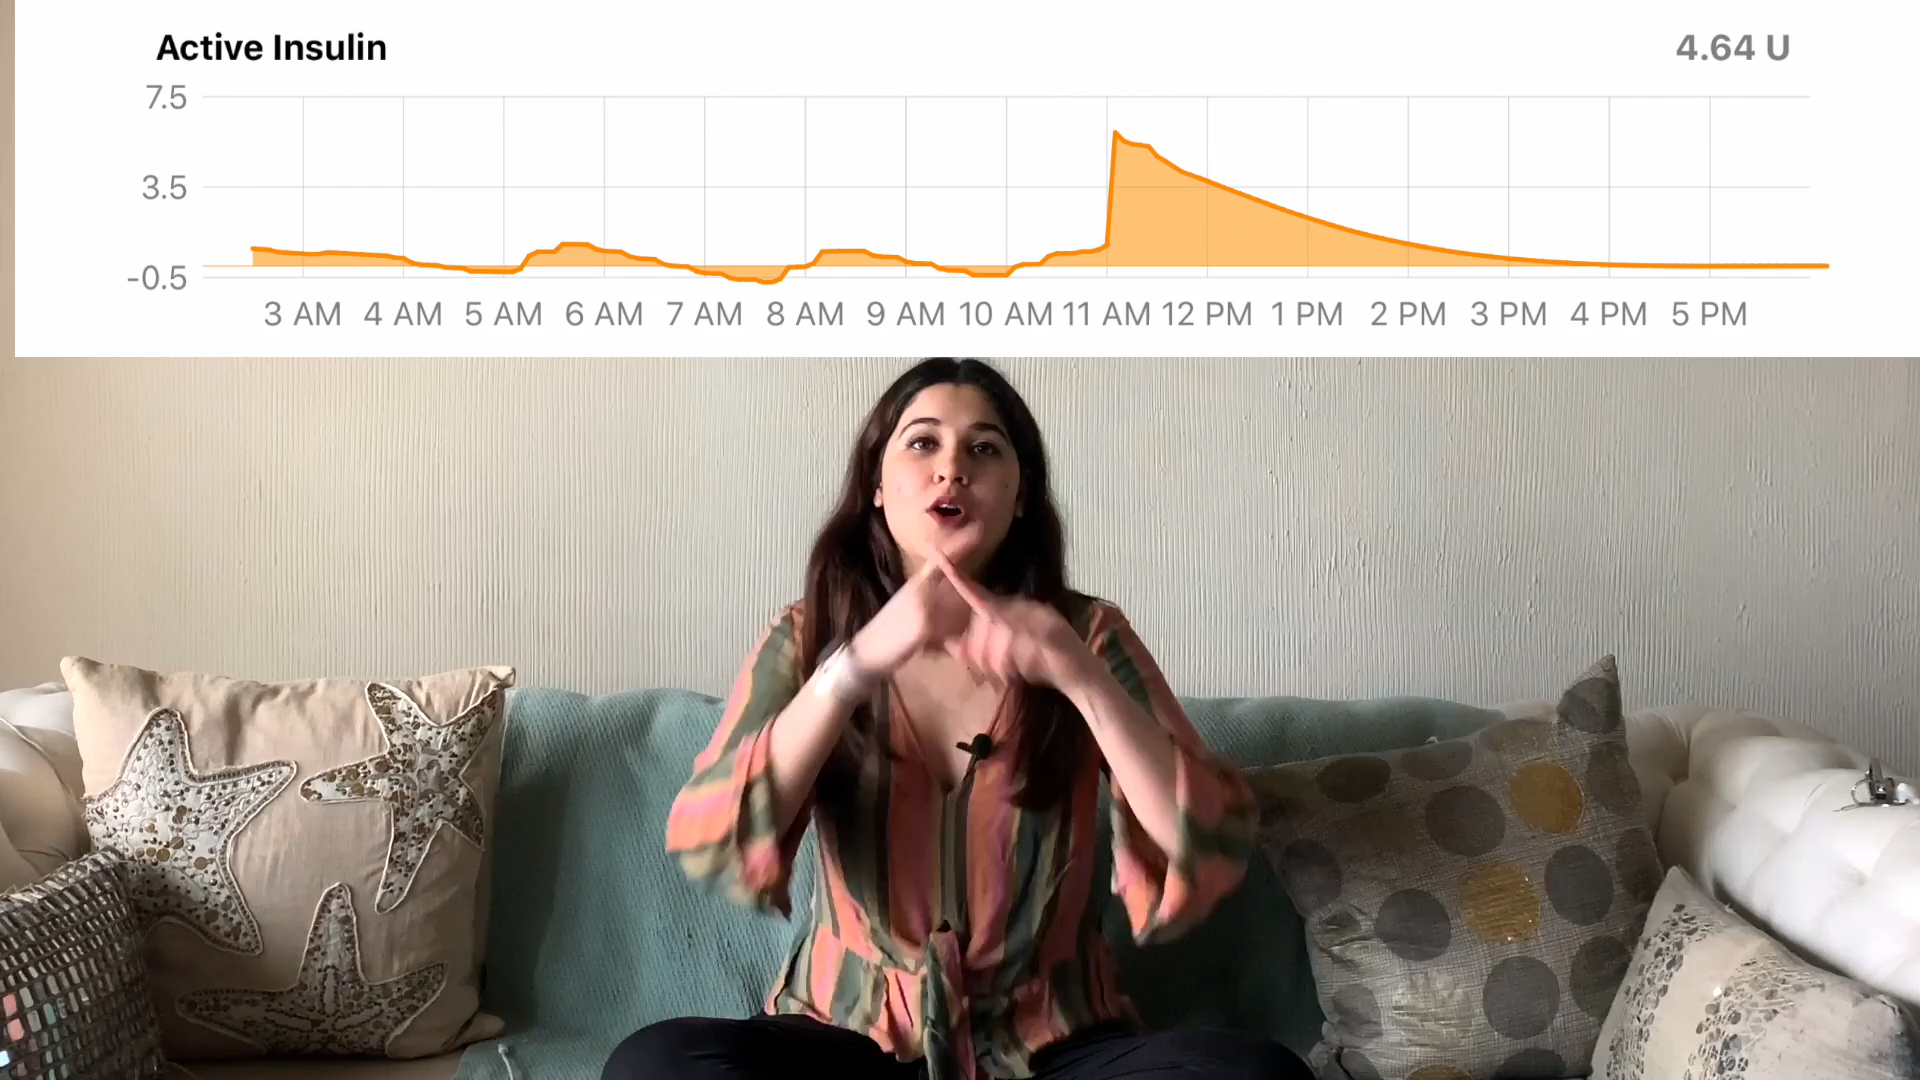 Active Insulin 4.64 U
7.5
3.5
-0.5
3 AM 4 AM 5 AM 6 AM 7 AM 8 AM 9 AM 10 AM 11 AM 12 PM 1 PM 2 PM 3 PM 4 PM 5 PM